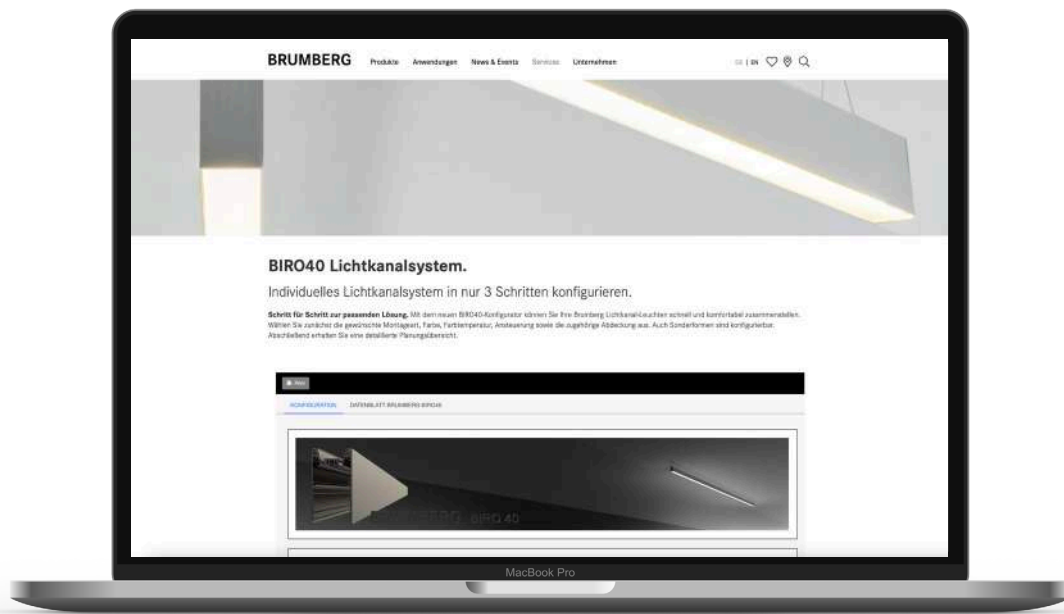 BRUMBERG Produkte Anwendungen News & Events Services Unternehmen DE | EN
BIRO40 Lichtkanalsystem.
Individuelles Lichtkanalsystem in nur 3 Schritten konfigurieren.
Schritt für Schritt zur passenden Lösung. Mit dem neuen BIRO40-Konfigurator können Sie Ihre Brumberg Lichtkanal-Leuchten schnell und komfortabel zusammenstellen.
Wählen Sie zunächst die gewünschte Montageart, Farbe, Farbtemperatur, Ansteuerung sowie die zugehörige Abdeckung aus. Auch Sonderformen sind konfigurierbar.
Abschließend erhalten Sie eine detaillierte Planungsübersicht.
KONFIGURATION DATENBLATT BRUMBERG BIRO40
BRUMBERG BIRO 40
MacBook Pro